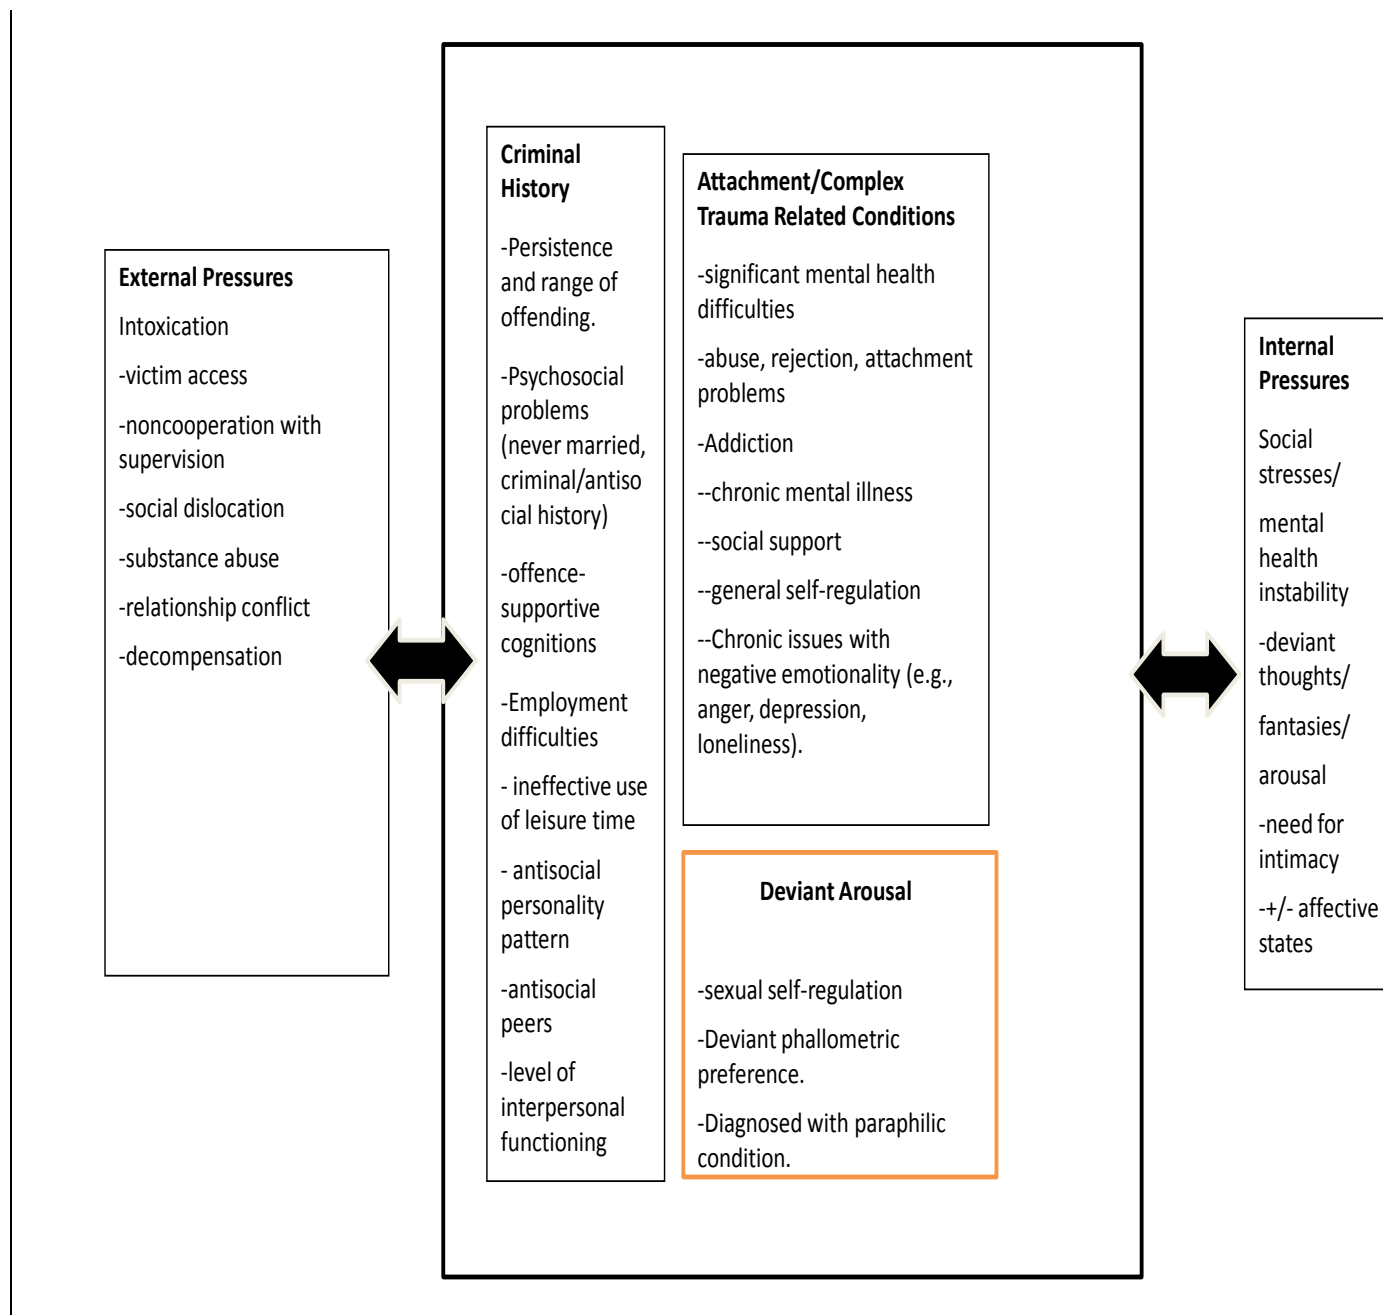 External Pressures
Intoxication
-victim access
-noncooperation with
supervision
-social dislocation
-substance abuse
-relationship conflict
-decompensation
Criminal
History
-Persistence
and range of
offending.
-Psychosocial
problems
(never married,
criminal/antiso
cial history)
-offence-
supportive
cognitions
-Employment
difficulties
- ineffective use
of leisure time
- antisocial
personality
pattern
-antisocial
peers
-level of
interpersonal
functioning
Attachment/Complex
Trauma Related Conditions
-significant mental health
difficulties
-abuse, rejection, attachment
problems
-Addiction
--chronic mental illness
--social support
--general self-regulation
--Chronic issues with
negative emotionality (e.g.,
anger, depression,
loneliness).
Deviant Arousal
-sexual self-regulation
-Deviant phallometric
preference.
-Diagnosed with paraphilic
condition.
Internal
Pressures
Social
stresses/
mental
health
instability
-deviant
thoughts/
fantasies/
arousal
-need for
intimacy
-+/- affective
states